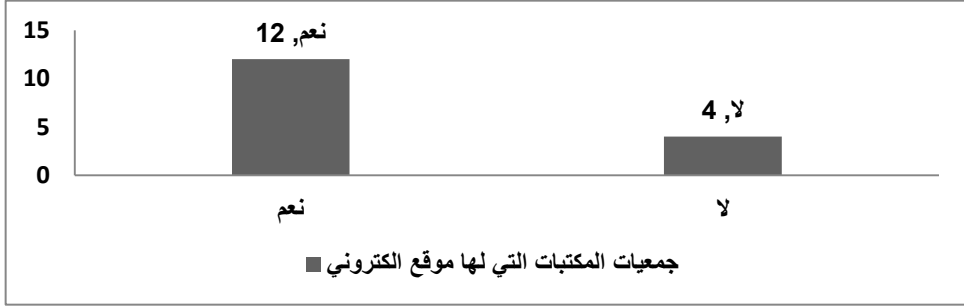 15
10
5
0
نعم, 12
لا, 4
نعم
لا
جمعيات المكتبات التي لها موقع الكتروني